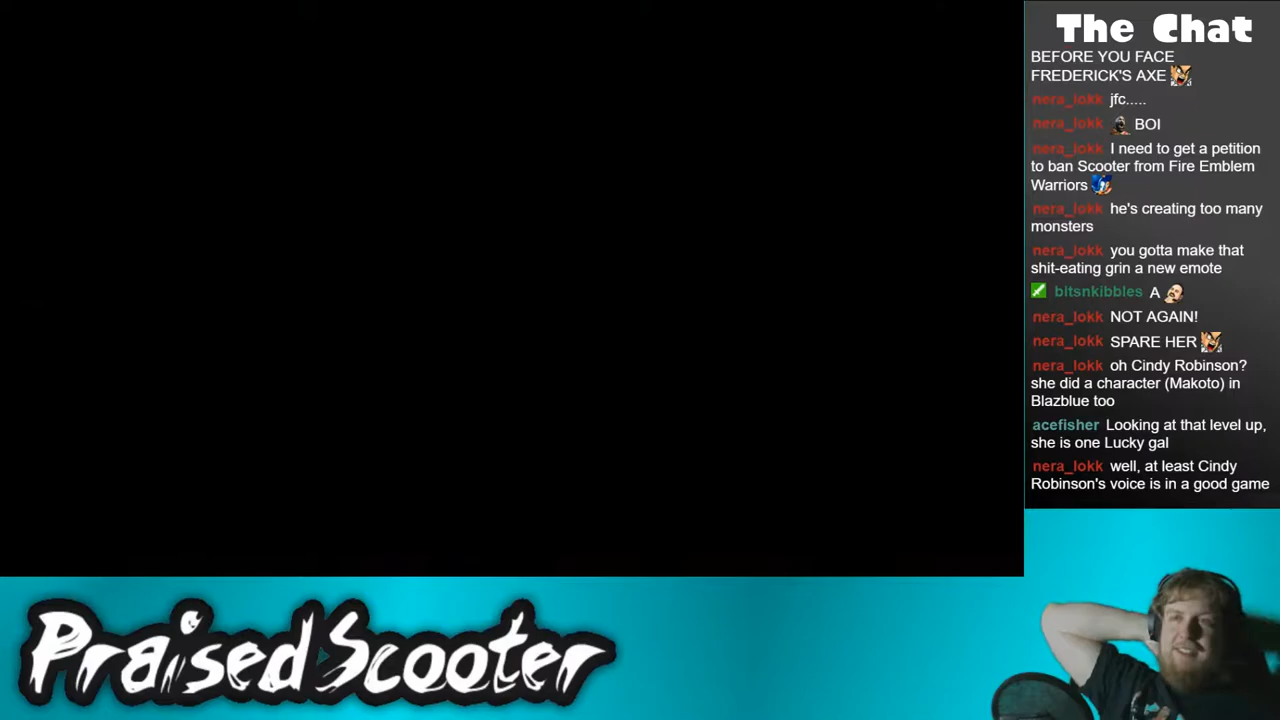 The Chat
BEFORE YOU FACE
FREDERICK'S AXE
nera_lokk jfc.....
nera_lokk BOI
nera_lokk I need to get a petition
to ban Scooter from Fire Emblem
Warriors
nera_lokk he's creating too many
monsters
nera_lokk you gotta make that
shit-eating grin a new emote
bitsnkibbles A
nera_lokk NOT AGAIN!
nera_lokk SPARE HER
nera_lokk oh Cindy Robinson?
she did a character (Makoto) in
Blazblue too
acefisher Looking at that level up,
she is one Lucky gal
nera_lokk well, at least Cindy
Robinson's voice is in a good game
PraisedScooter